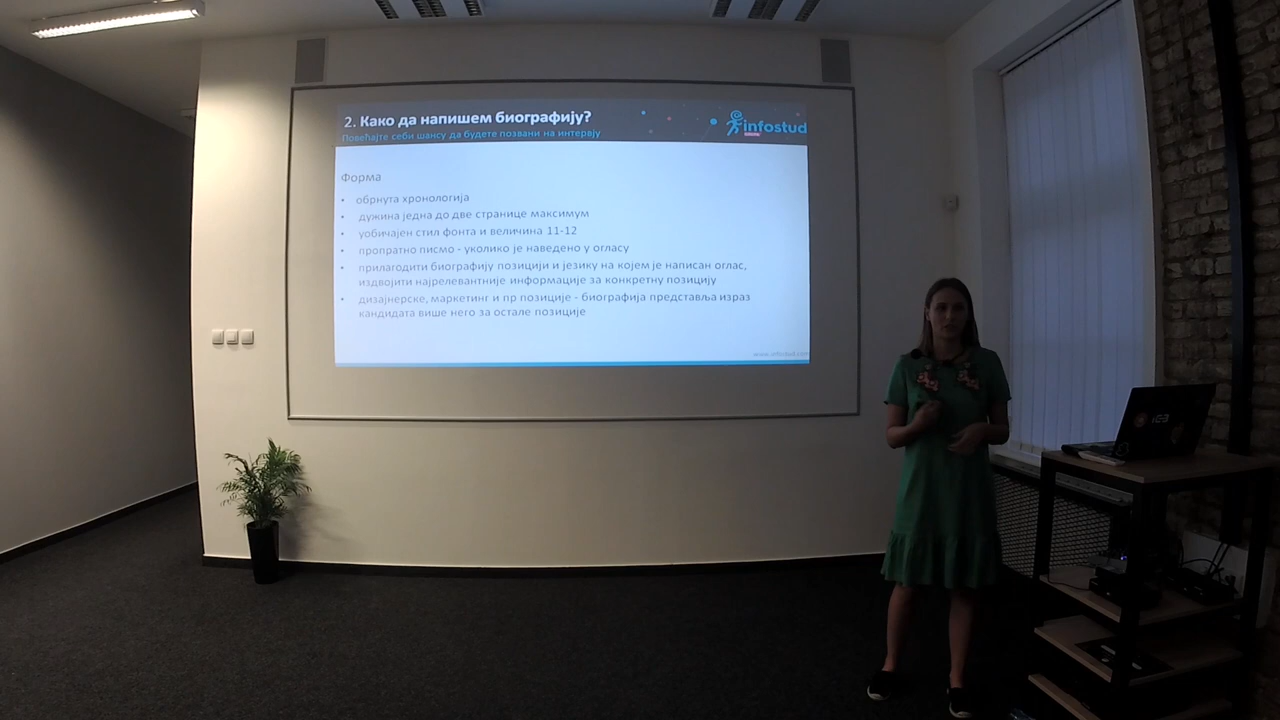 2. Како да напишем биографију?
Повећајте себи шансу да будете позвани на интервју
infostud
Форма
• обрнута хронологија
• дужина једна до две странице максимум
• уобичајен стил фонта и величина 11-12
• пропратно писмо - уколико је наведено у огласу
• прилагодити биографију позицији и језику на којем је написан оглас,
издвојити најрелевантније информације за конкретну позицију
• дизајнерске, маркетинг и пр позиције - биографија представља израз
кандидата више него за остале позиције
www.infostud.com